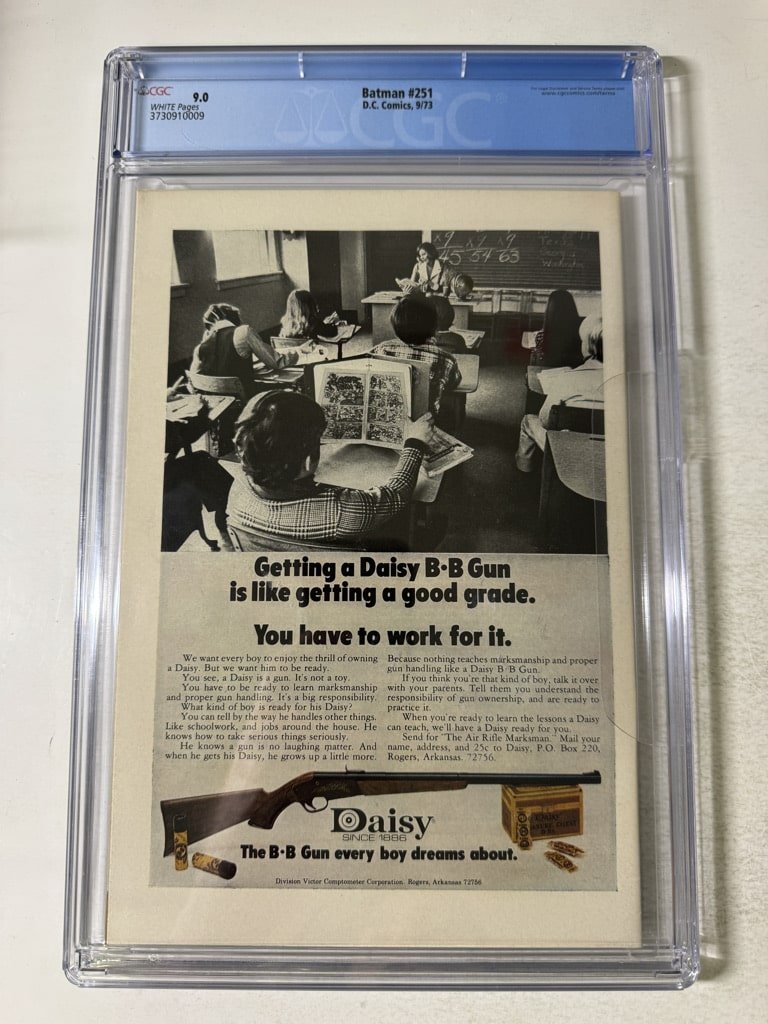 CGC
9.0
WHITE Pages
3730910009
Batman #251
D.C. Comics, 9/73
www.cgccomics.com/terms
CGC
x9 x9 x9
45 54 63
Getting a Daisy B•B Gun
is like getting a good grade.
You have to work for it.
We want every boy to enjoy the thrill of owning
a Daisy. But we want him to be ready.
You see, a Daisy is a gun. It's not a toy.
You have to be ready to learn marksmanship
and proper gun handling. It's a big responsibility.
What kind of boy is ready for his Daisy?
You can tell by the way he handles other things.
Like schoolwork, and jobs around the house. He
knows how to take serious things seriously.
He knows a gun is no laughing matter. And
when he gets his Daisy, he grows up a little more.
Because nothing teaches marksmanship and proper
gun handling like a Daisy B•B Gun.
If you think you're that kind of boy, talk it over
with your parents. Tell them you understand the
responsibility of gun ownership, and are ready to
practice it.
When you're ready to learn the lessons a Daisy
can teach, we'll have a Daisy ready for you.
Send for "The Air Rifle Marksman." Mail your
name, address, and 25c to Daisy, P.O. Box 220,
Rogers, Arkansas. 72756.
Daisy
SINCE 1886
The B•B Gun every boy dreams about.
Division Victor Comptometer Corporation. Rogers, Arkansas 72756